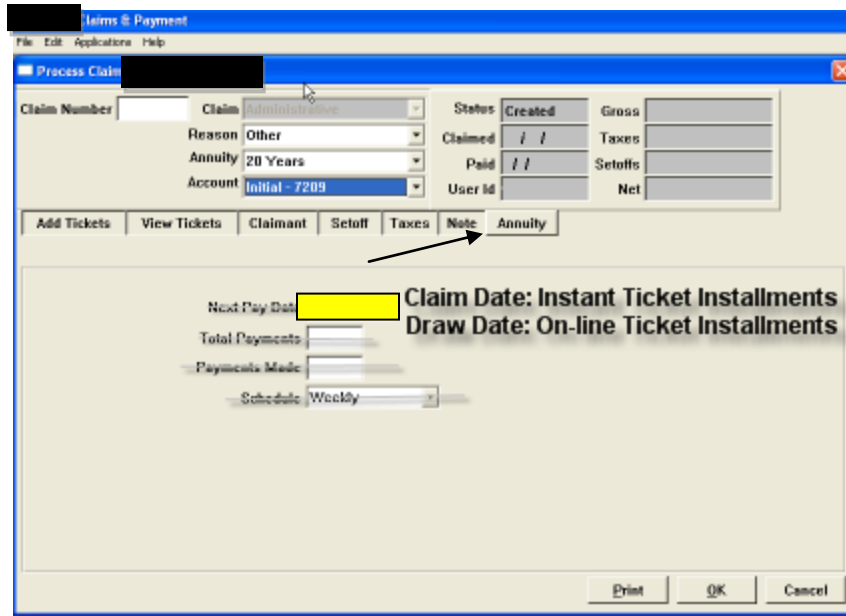 Claims & Payment
File Edit Applications Help
Process Claim
Claim Number Claim Administrative Status Created Gross
Reason Other Claimed / / Taxes
Annuity 20 Years Paid / / Setoffs
Account Initial - 7209 User Id Net
Add Tickets View Tickets Claimant Setoff Taxes Note Annuity
Next Pay Date Claim Date: Instant Ticket Installments
Draw Date: On-line Ticket Installments
Total Payments
Payments Made
Schedule Weekly
Print OK Cancel